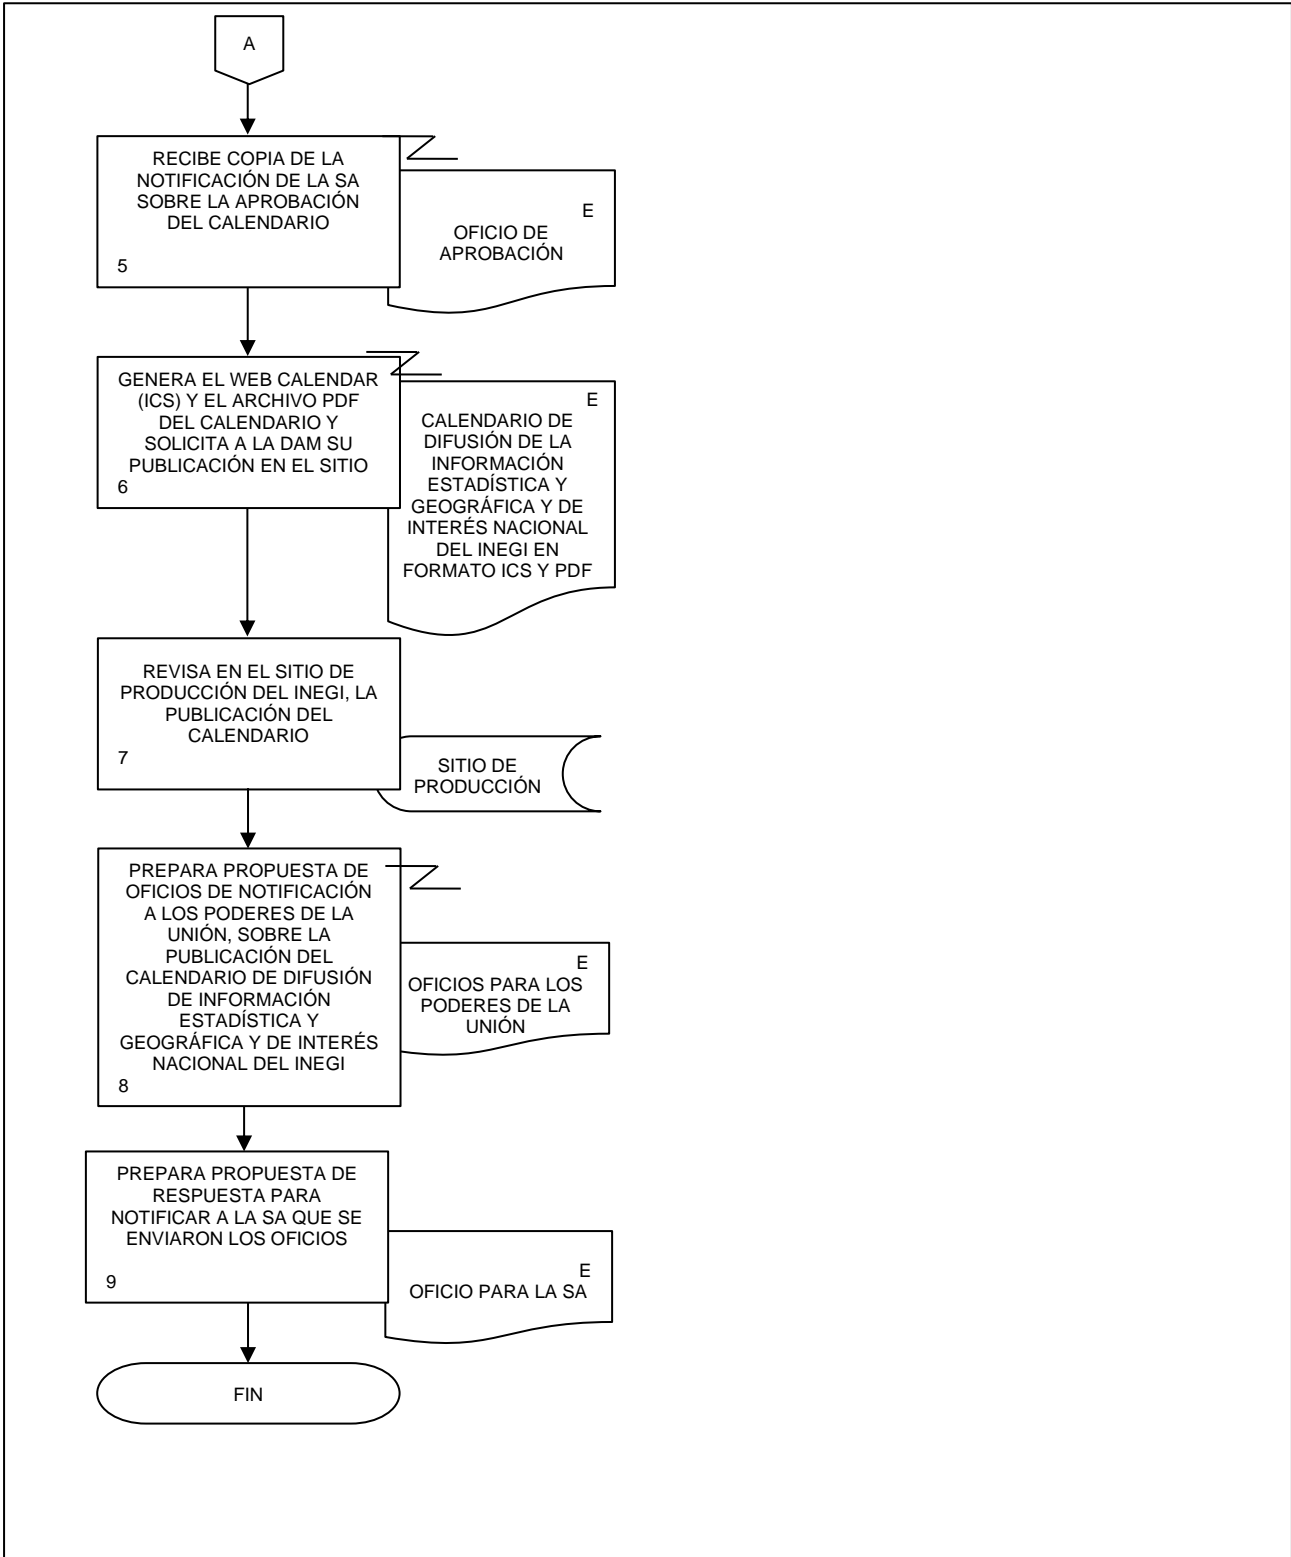 A
RECIBE COPIA DE LA
NOTIFICACIÓN DE LA SA
SOBRE LA APROBACIÓN
DEL CALENDARIO
5
E
OFICIO DE
APROBACIÓN
GENERA EL WEB CALENDAR
(ICS) Y EL ARCHIVO PDF
DEL CALENDARIO Y
SOLICITA A LA DAM SU
PUBLICACIÓN EN EL SITIO
6
E
CALENDARIO DE
DIFUSIÓN DE LA
INFORMACIÓN
ESTADÍSTICA Y
GEOGRÁFICA Y DE
INTERÉS NACIONAL
DEL INEGI EN
FORMATO ICS Y PDF
REVISA EN EL SITIO DE
PRODUCCIÓN DEL INEGI, LA
PUBLICACIÓN DEL
CALENDARIO
7
SITIO DE
PRODUCCIÓN
PREPARA PROPUESTA DE
OFICIOS DE NOTIFICACIÓN
A LOS PODERES DE LA
UNIÓN, SOBRE LA
PUBLICACIÓN DEL
CALENDARIO DE DIFUSIÓN
DE INFORMACIÓN
ESTADÍSTICA Y
GEOGRÁFICA Y DE INTERÉS
NACIONAL DEL INEGI
8
E
OFICIOS PARA LOS
PODERES DE LA
UNIÓN
PREPARA PROPUESTA DE
RESPUESTA PARA
NOTIFICAR A LA SA QUE SE
ENVIARON LOS OFICIOS
9
E
OFICIO PARA LA SA
FIN